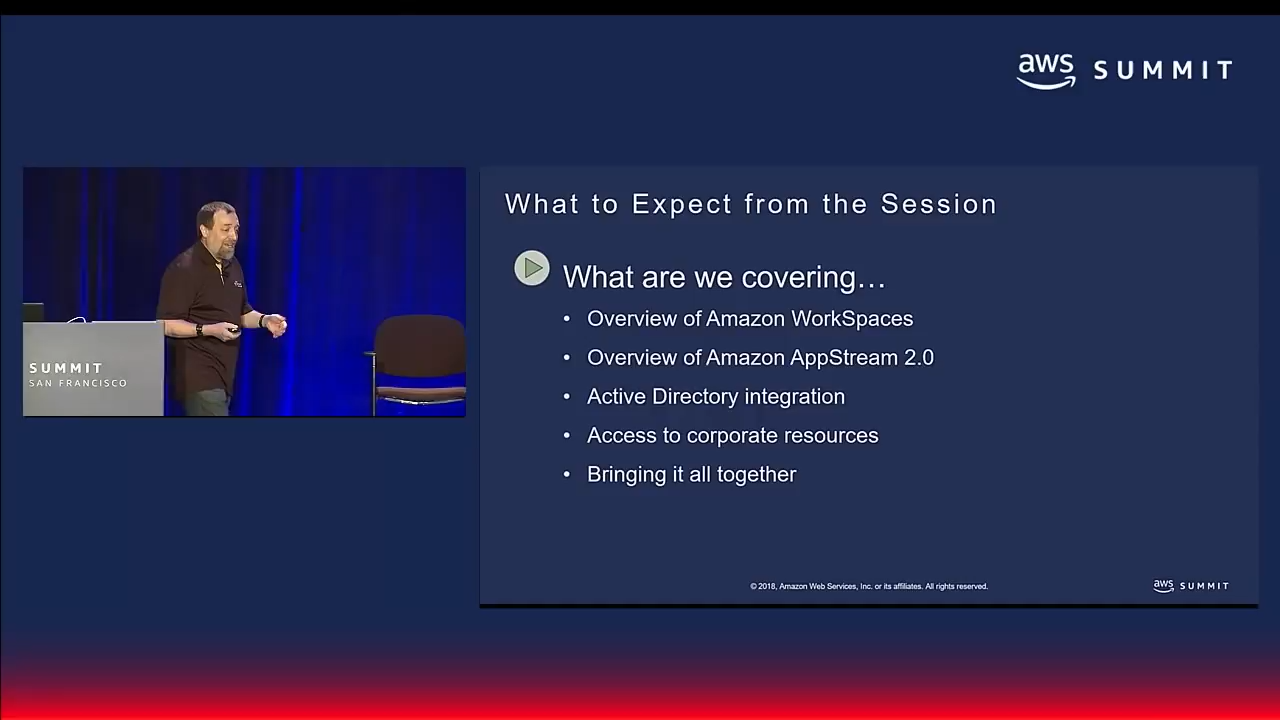 aws SUMMIT
SUMMIT
SAN FRANCISCO
What to Expect from the Session
What are we covering…
• Overview of Amazon WorkSpaces
• Overview of Amazon AppStream 2.0
• Active Directory integration
• Access to corporate resources
• Bringing it all together
© 2018, Amazon Web Services, Inc. or its affiliates. All rights reserved.
aws SUMMIT